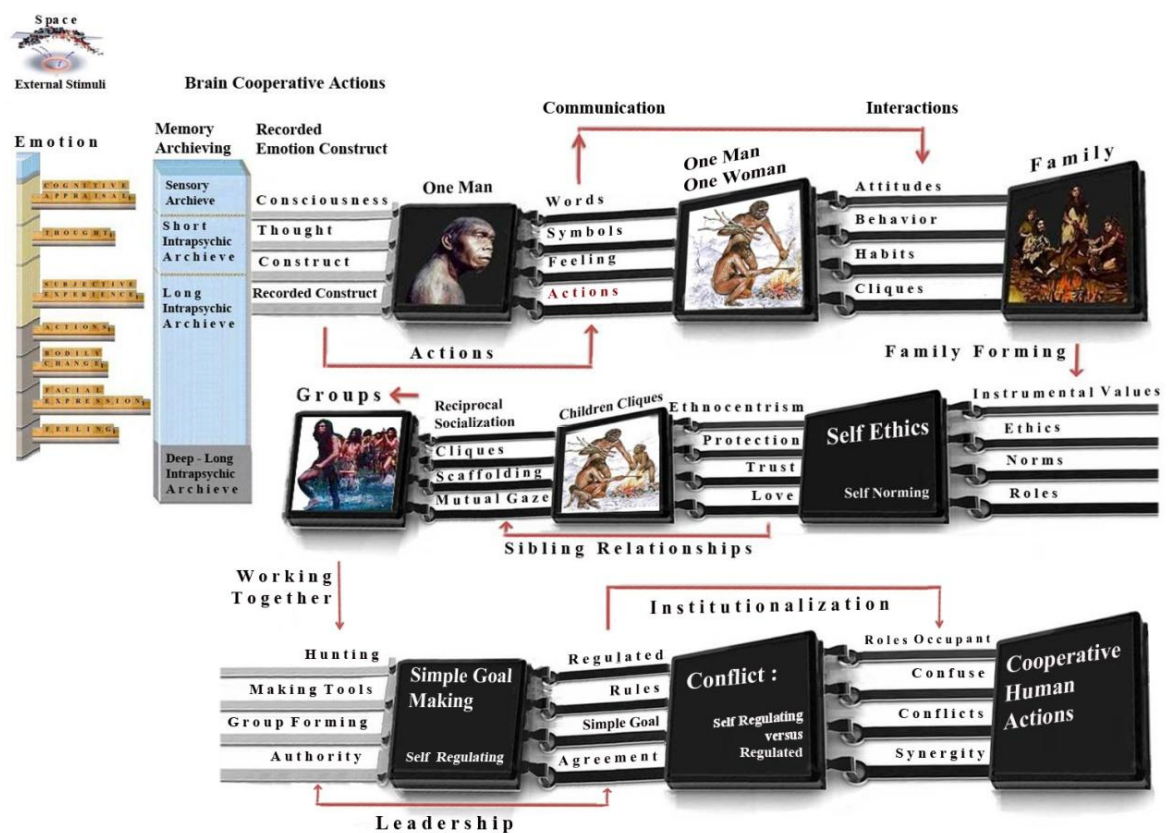 Space
External Stimuli
Brain Cooperative Actions
Emotion
COGNITIVE
APPRAISAL
THOUGHT
SUBJECTIVE
EXPERIENCE
ACTIONS
BODILY
CHANGE
FACIAL
EXPRESSION
FEELING
Memory
Archieving
Sensory
Archieve
Short
Intrapsychic
Archieve
Long
Intrapsychic
Archieve
Deep - Long
Intrapsychic
Archieve
Recorded
Emotion Construct
Consciousness
Thought
Construct
Recorded Construct
One Man
Actions
Communication
Words
Symbols
Feeling
Actions
One Man
One Woman
Interactions
Attitudes
Behavior
Habits
Cliques
Family
Family Forming
Groups
Reciprocal
Socialization
Cliques
Scaffolding
Mutual Gaze
Children Cliques
Ethnocentrism
Protection
Trust
Love
Sibling Relationships
Self Ethics
Self Norming
Instrumental Values
Ethics
Norms
Roles
Working
Together
Hunting
Making Tools
Group Forming
Authority
Leadership
Simple Goal
Making
Self Regulating
Institutionalization
Regulated
Rules
Simple Goal
Agreement
Conflict :
Self Regulating
versus
Regulated
Roles Occupant
Confuse
Conflicts
Synergity
Cooperative
Human
Actions